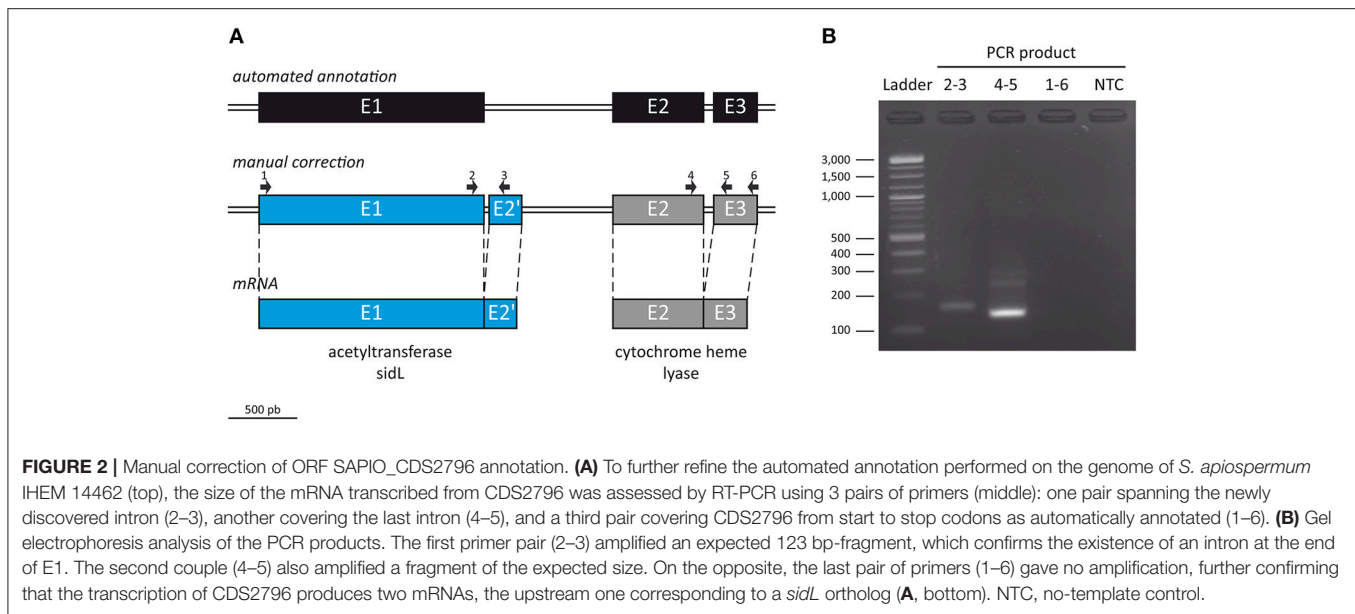 A
automated annotation
E1
E2
E3
manual correction
1
2
3
4
5
6
E1
E2'
E2
E3
mRNA
E1
E2'
E2
E3
acetyltransferase
sidL
cytochrome heme
lyase
500 pb
B
PCR product
Ladder 2-3 4-5 1-6 NTC
3,000
1,500
1,000
500
400
300
200
100
FIGURE 2 | Manual correction of ORF SAPIO_CDS2796 annotation. (A) To further refine the automated annotation performed on the genome of S. apiospermum
IHEM 14462 (top), the size of the mRNA transcribed from CDS2796 was assessed by RT-PCR using 3 pairs of primers (middle): one pair spanning the newly
discovered intron (2–3), another covering the last intron (4–5), and a third pair covering CDS2796 from start to stop codons as automatically annotated (1–6). (B) Gel
electrophoresis analysis of the PCR products. The first primer pair (2–3) amplified an expected 123 bp-fragment, which confirms the existence of an intron at the end
of E1. The second couple (4–5) also amplified a fragment of the expected size. On the opposite, the last pair of primers (1–6) gave no amplification, further confirming
that the transcription of CDS2796 produces two mRNAs, the upstream one corresponding to a sidL ortholog (A, bottom). NTC, no-template control.